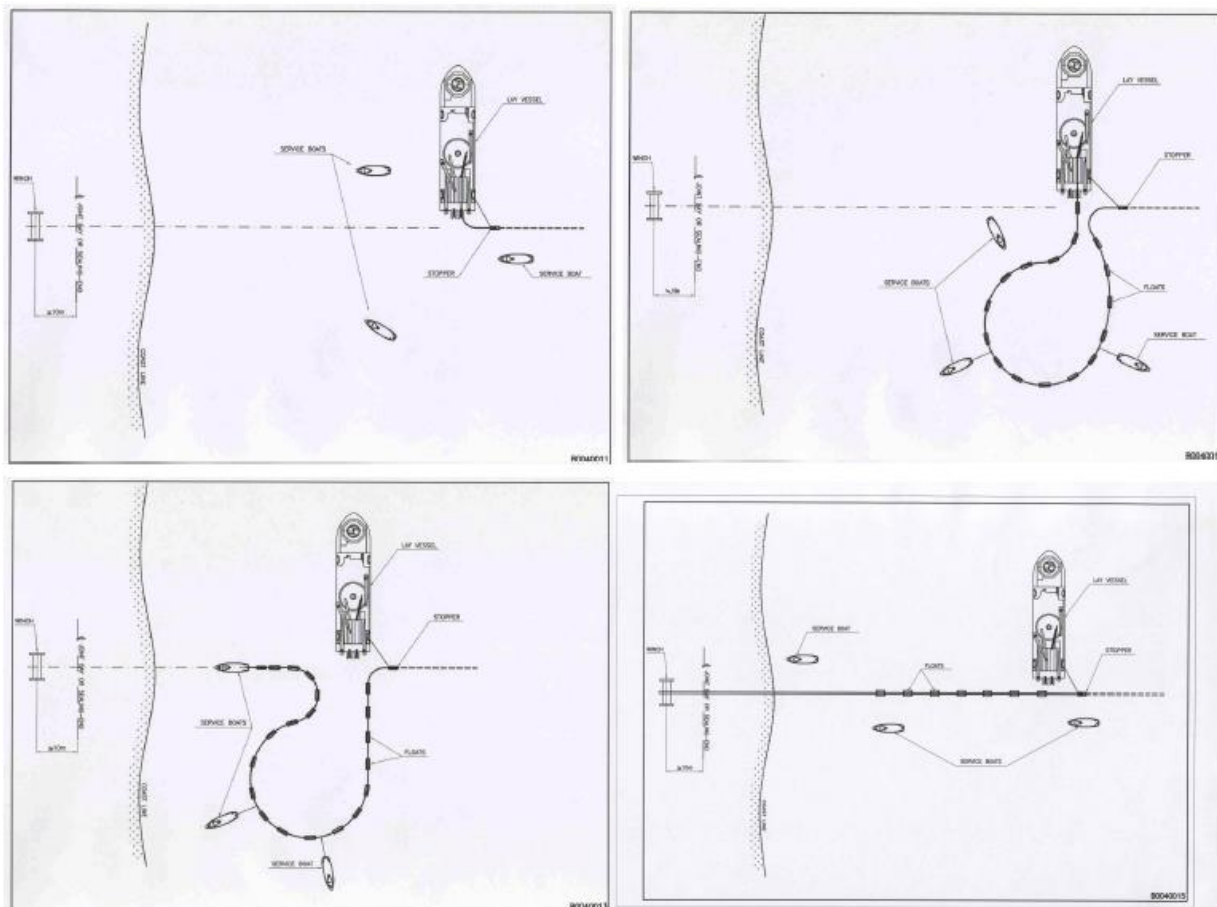 LAY VESSEL
SERVICE BOATS
WINCH
STOPPER
SERVICE BOAT
COAST LINE
B0040011
LAY VESSEL
WINCH
STOPPER
SERVICE BOATS
FLOATS
SERVICE BOAT
COAST LINE
LAY VESSEL
WINCH
STOPPER
SERVICE BOATS
FLOATS
COAST LINE
SERVICE BOAT
B0040013
LAY VESSEL
SERVICE BOAT
WINCH
FLOATS
STOPPER
SERVICE BOATS
COAST LINE
B0040015